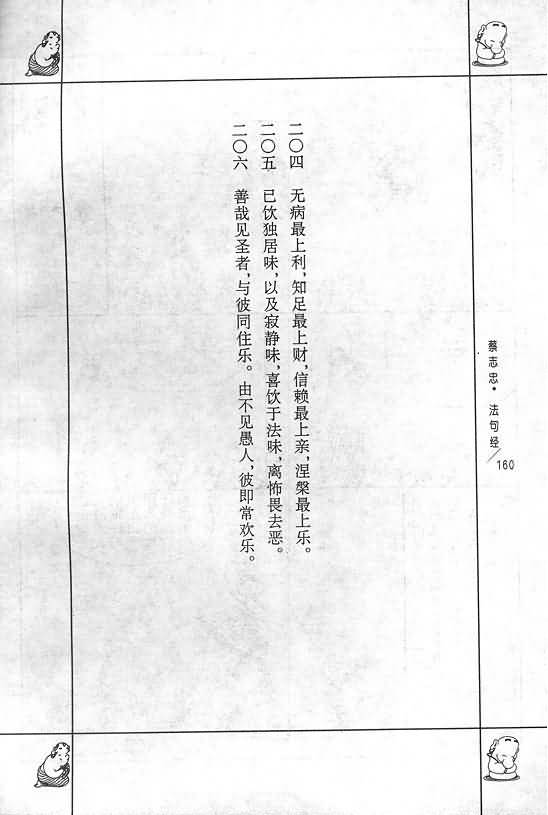 二〇四 无病最上利，知足最上财，信赖最上亲，涅槃最上乐。
二〇五 已饮独居味，以及寂静味，喜饮于法味，离怖畏去恶。
二〇六 善哉见圣者，与彼同住乐。由不见愚人，彼即常欢乐。
蔡志忠·法句经/160